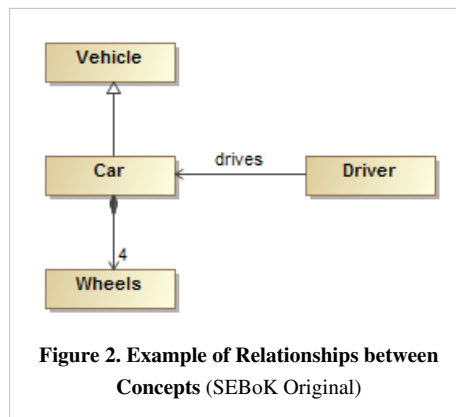 Vehicle
drives
Car
Driver
4
Wheels
Figure 2. Example of Relationships between
Concepts (SEBoK Original)